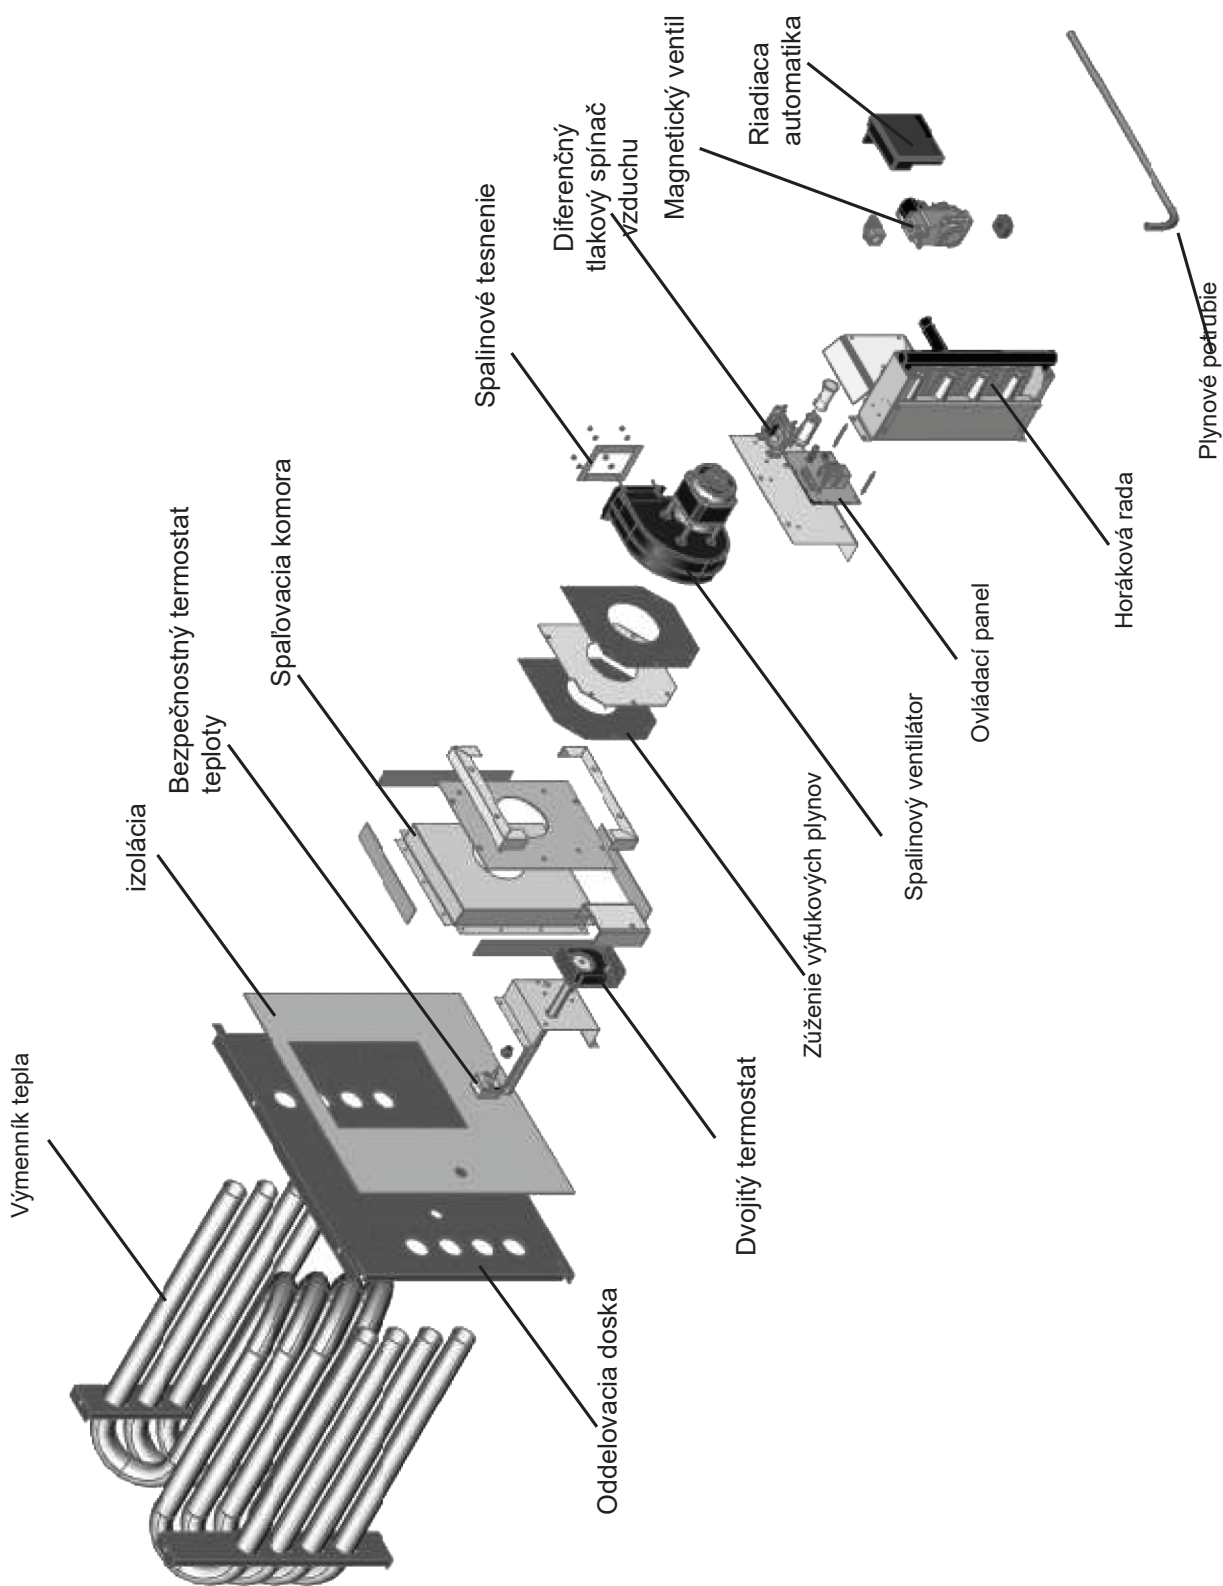 Výmenník tepla
izolácia
Bezpečnostný termostat
teploty
Spaľovacia komora
Spalinové tesnenie
Diferenčný
tlakový spínač
vzduchu
Magnetický ventil
Riadiaca
automatika
Oddelovacia doska
Dvojitý termostat
Zúženie výfukových plynov
Spalinový ventilátor
Ovládací panel
Horáková rada
Plynové potrubie